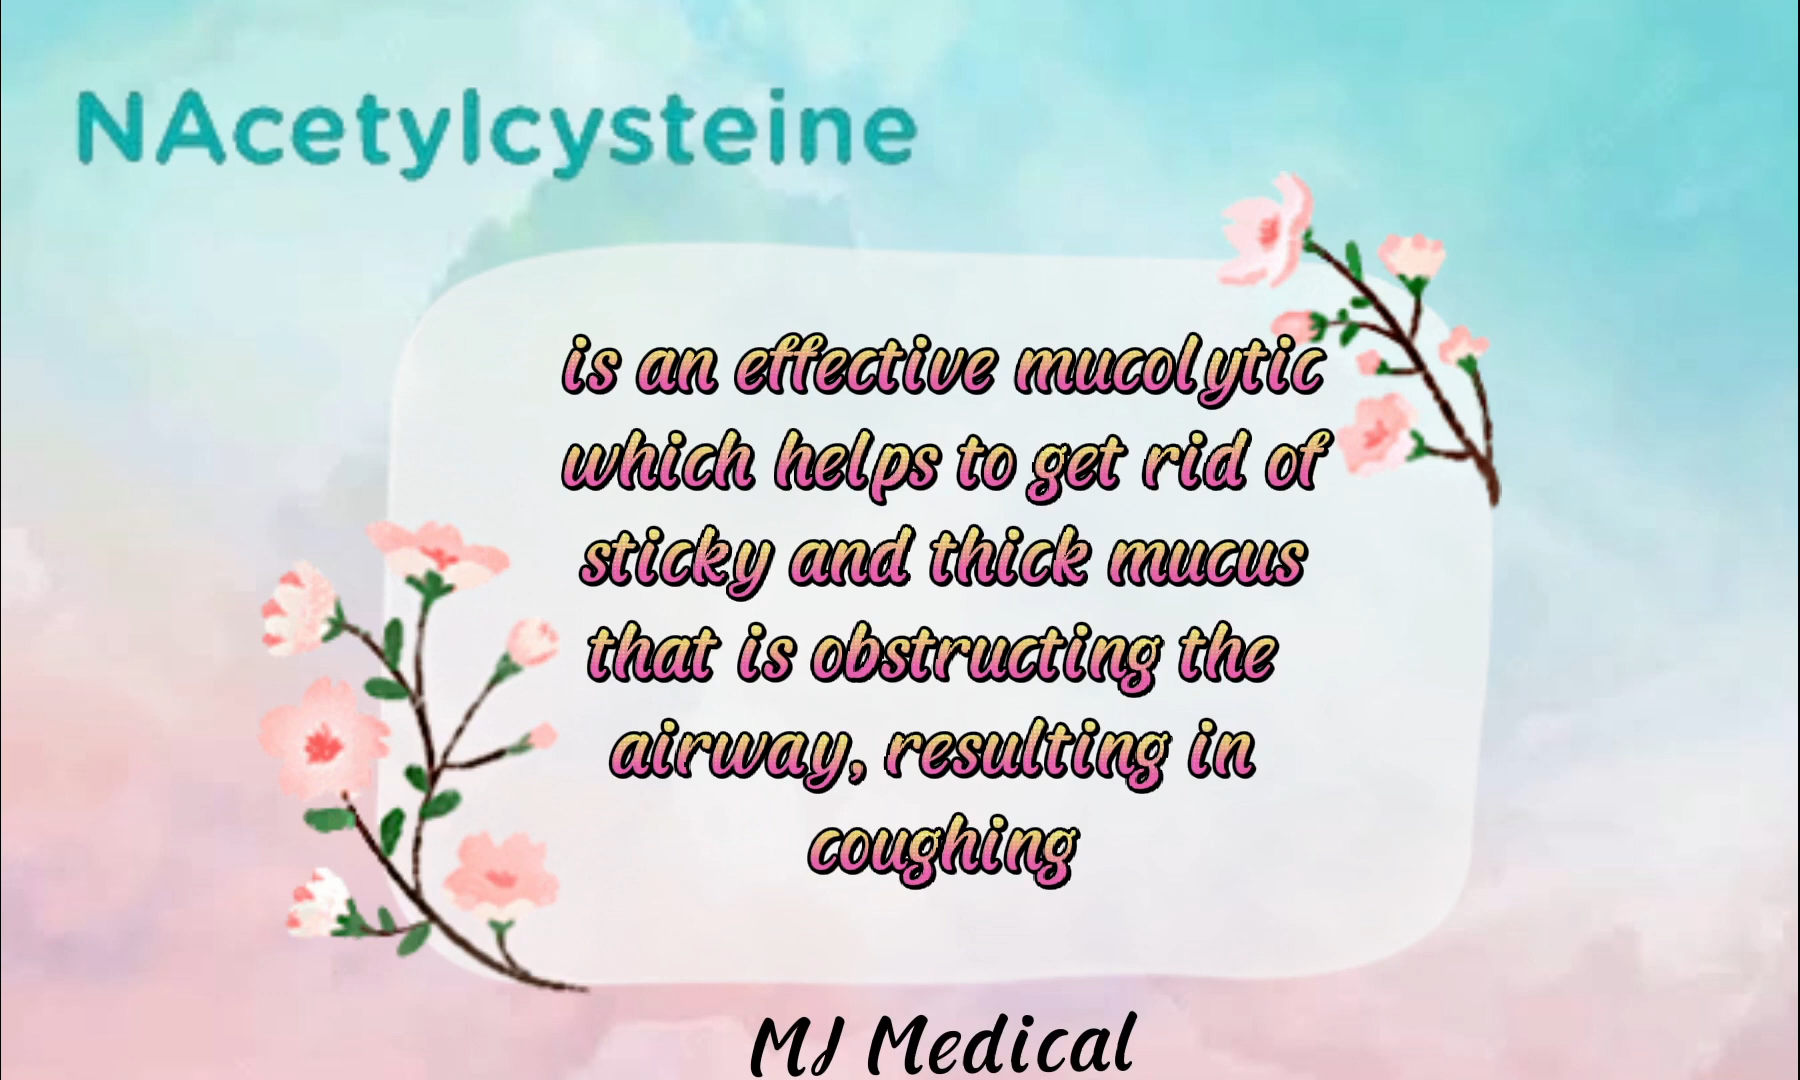 NAcetylcysteine
is an effective mucolytic
which helps to get rid of
sticky and thick mucus
that is obstructing the
airway, resulting in
coughing
MJ Medical